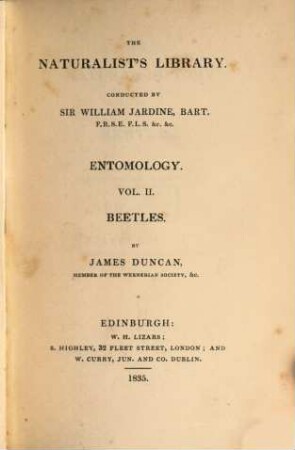 THE
NATURALIST'S LIBRARY.
CONDUCTED BY
SIR WILLIAM JARDINE, BART.
F.R.S.E. F.L.S. &c. &c.
ENTOMOLOGY.
VOL. II.
BEETLES.
BY
JAMES DUNCAN,
MEMBER OF THE WERNERIAN SOCIETY, &c.
EDINBURGH:
W. H. LIZARS;
S. HIGHLEY, 32 FLEET STREET, LONDON; AND
W. CURRY, JUN. AND CO. DUBLIN.
1835.